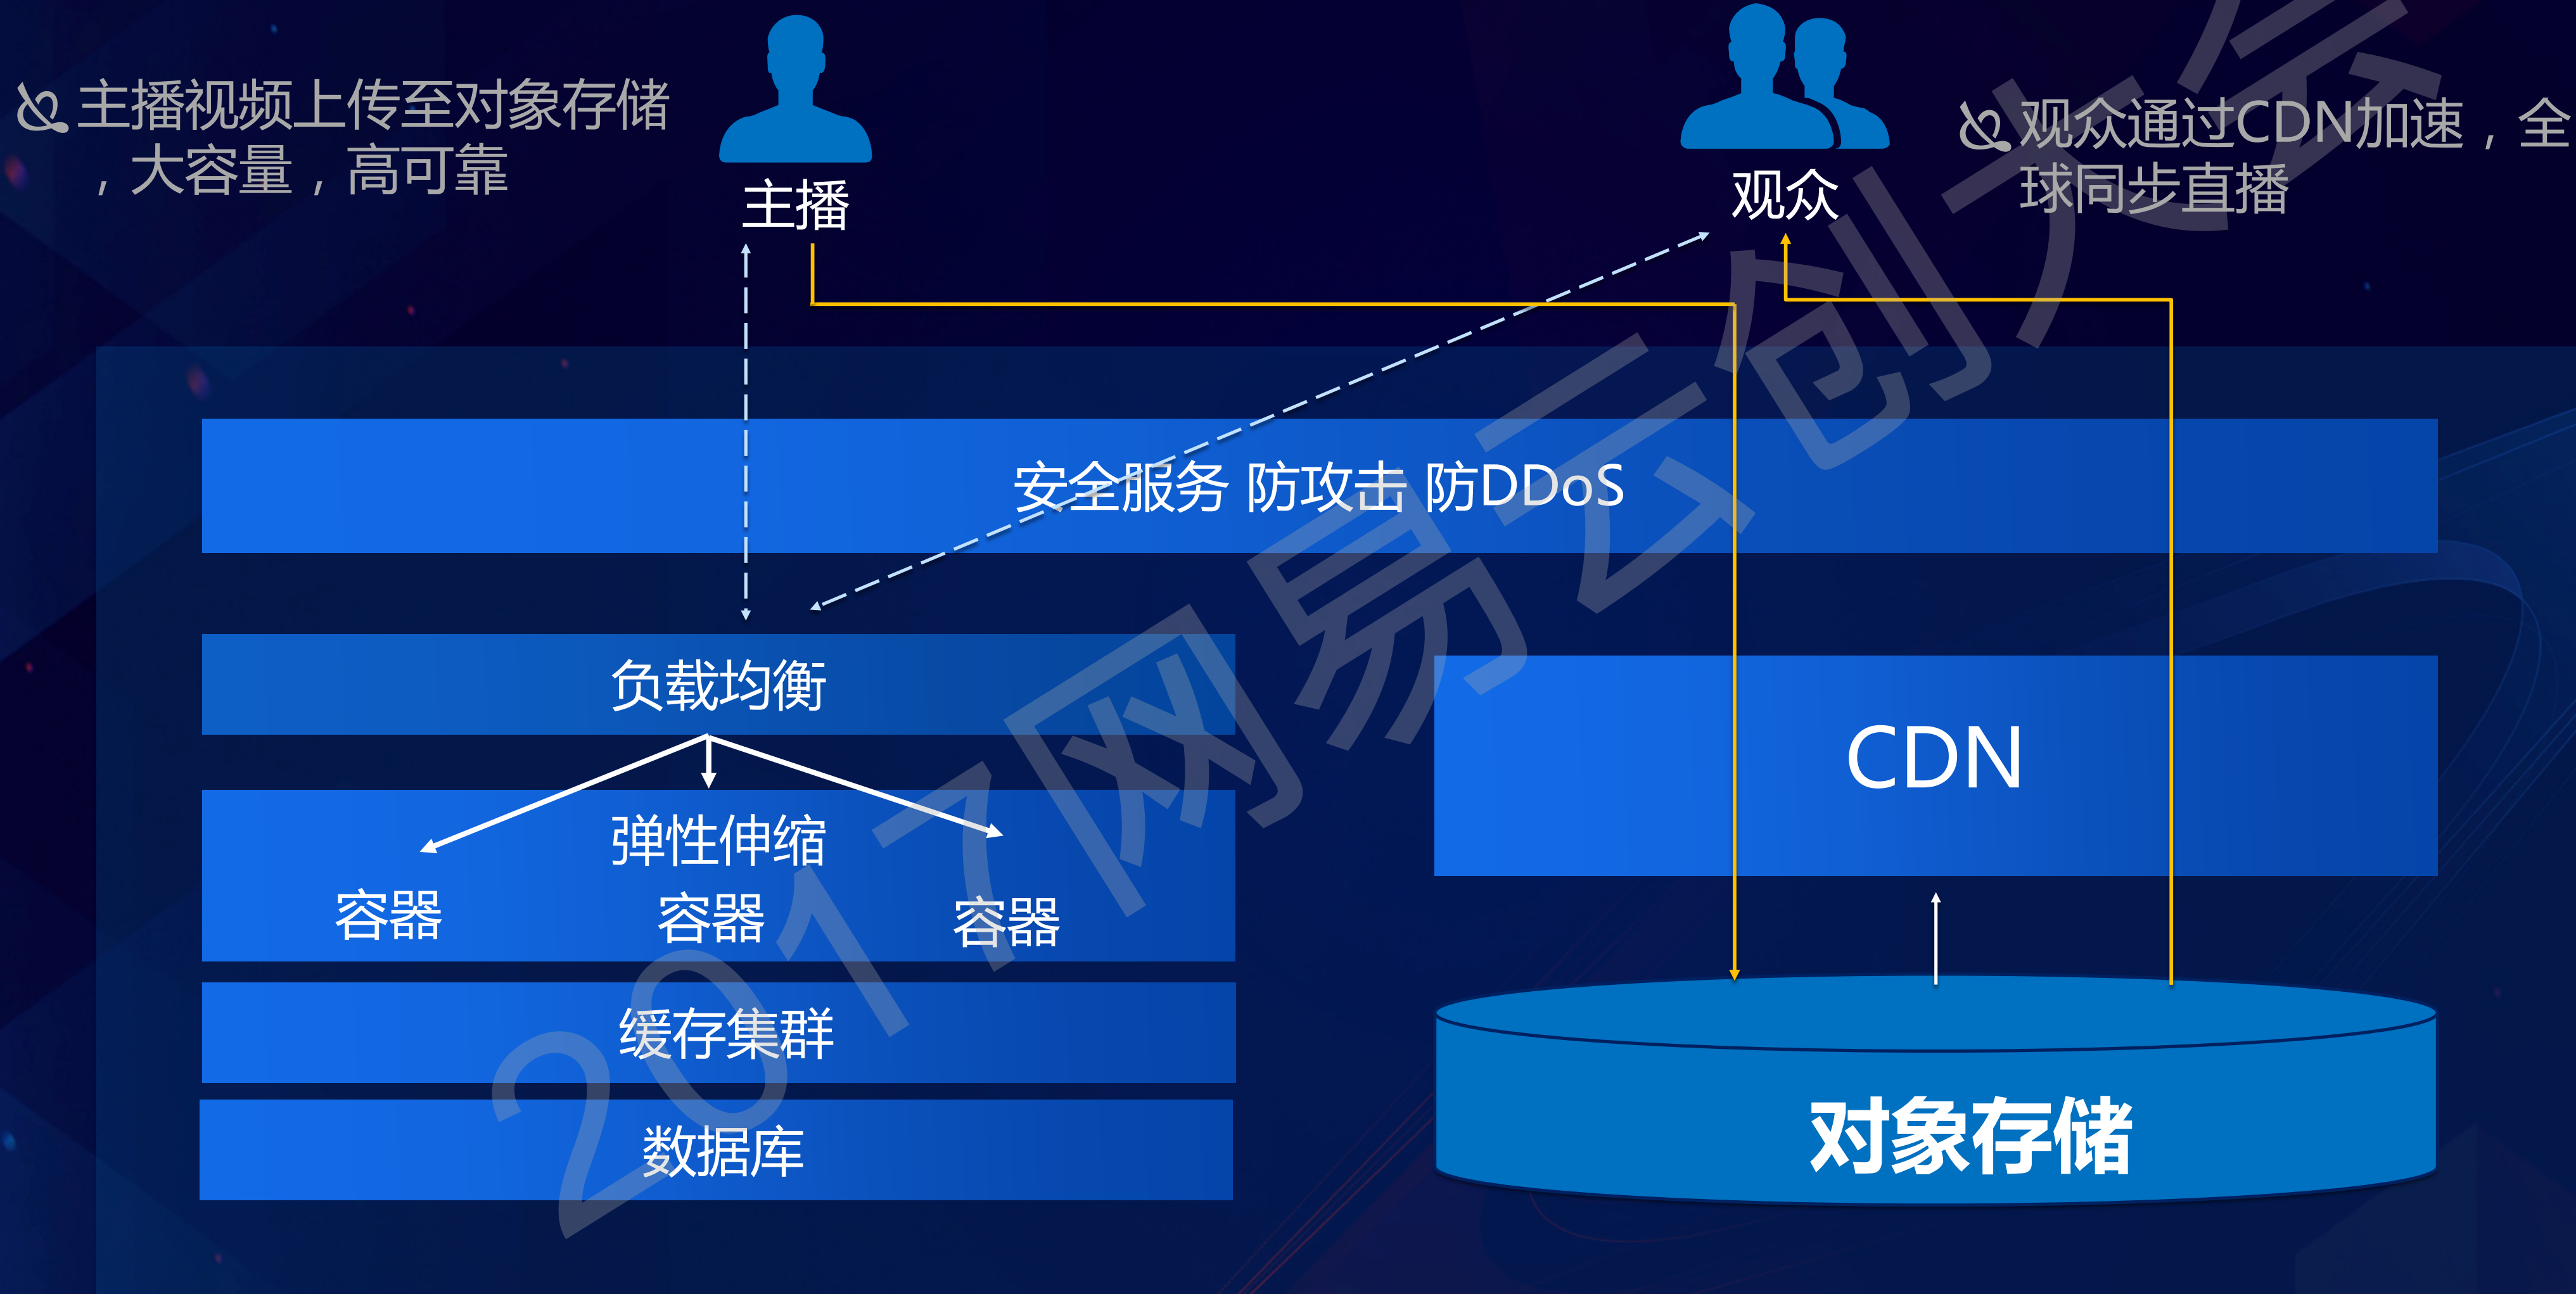 主播视频上传至对象存储
，大容量，高可靠
主播
观众
观众通过CDN加速，全
球同步直播
安全服务 防攻击 防DDoS
负载均衡
弹性伸缩
容器 容器 容器
缓存集群
数据库
CDN
对象存储
2017网易云创大会